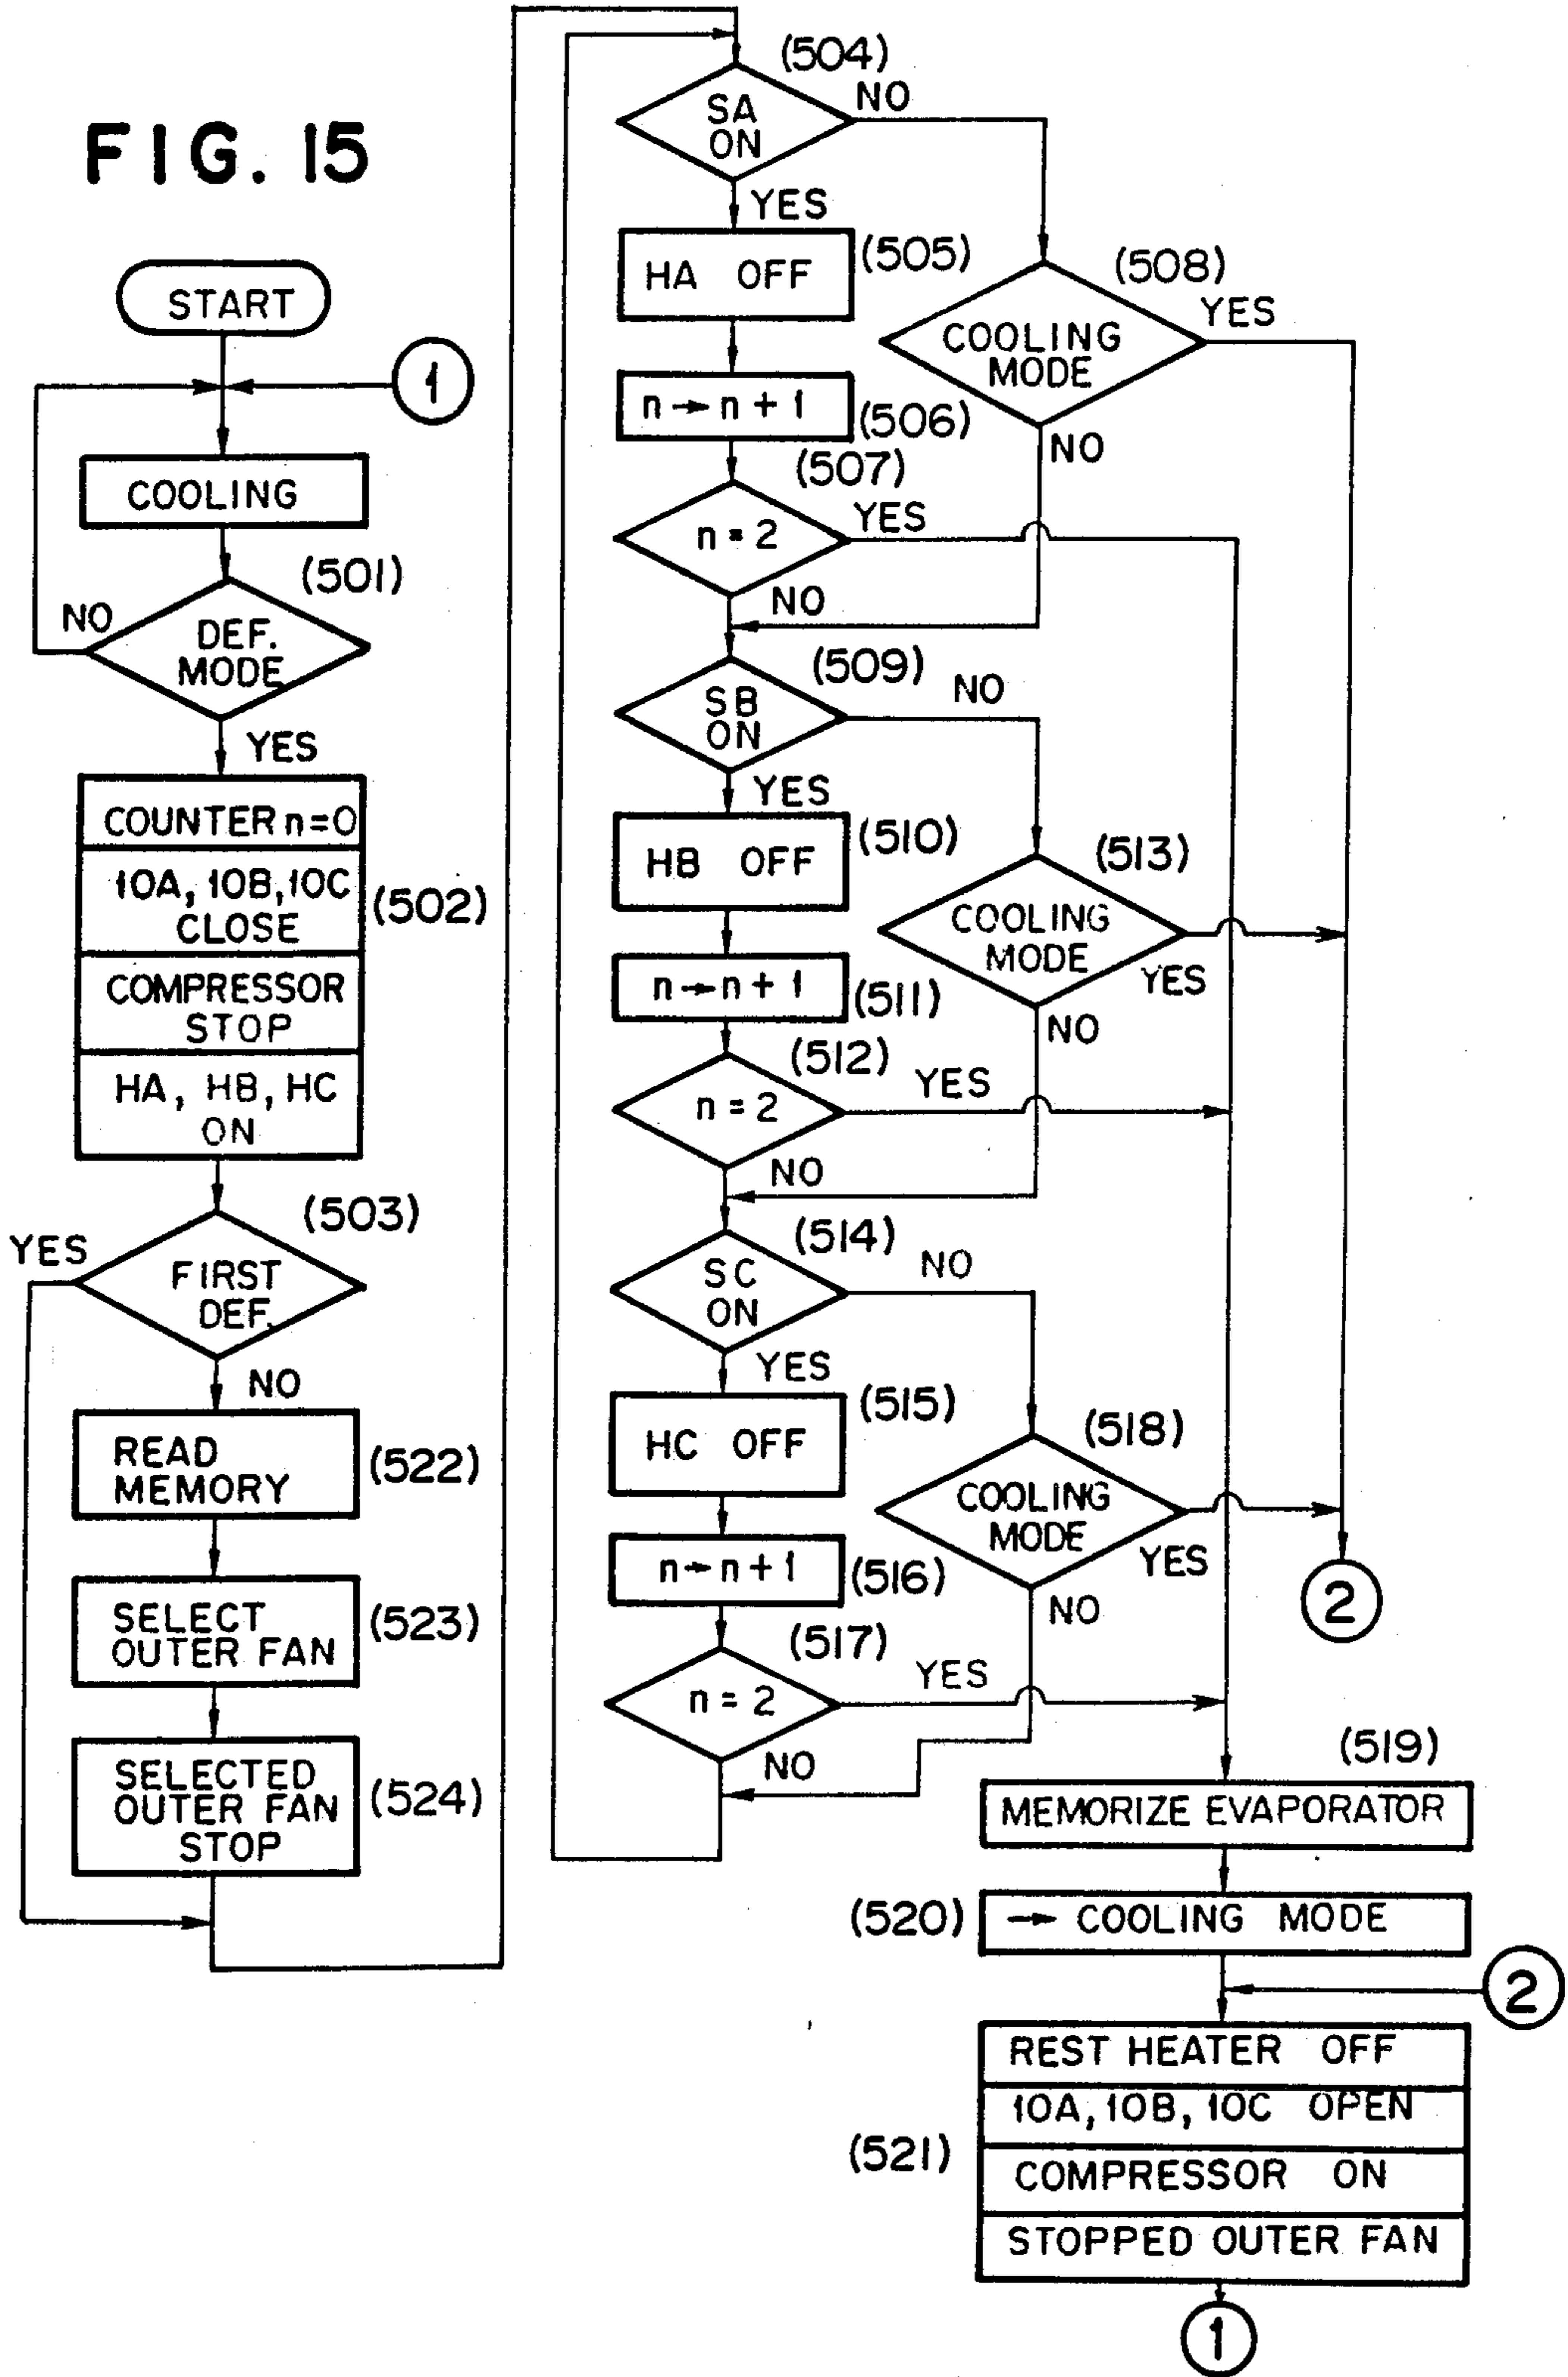 FIG. 15
START
1
COOLING
(501)
NO
DEF.
MODE
YES
COUNTER n=0
10A, 10B, 10C
CLOSE
(502)
COMPRESSOR
STOP
HA, HB, HC
ON
(503)
YES
FIRST
DEF.
NO
READ
MEMORY
(522)
SELECT
OUTER FAN
(523)
SELECTED
OUTER FAN
STOP
(524)
(504)
NO
SA
ON
YES
HA OFF
(505)
n→n+1
(506)
(507)
n=2
YES
NO
(508)
YES
COOLING
MODE
NO
(509)
NO
SB
ON
YES
HB OFF
(510)
n→n+1
(511)
(512)
n=2
YES
NO
(513)
COOLING
MODE
YES
NO
(514)
NO
SC
ON
YES
HC OFF
(515)
n→n+1
(516)
(517)
n=2
YES
NO
(518)
COOLING
MODE
YES
NO
2
(519)
MEMORIZE EVAPORATOR
(520)
→ COOLING MODE
2
REST HEATER OFF
10A, 10B, 10C OPEN
(521)
COMPRESSOR ON
STOPPED OUTER FAN
1